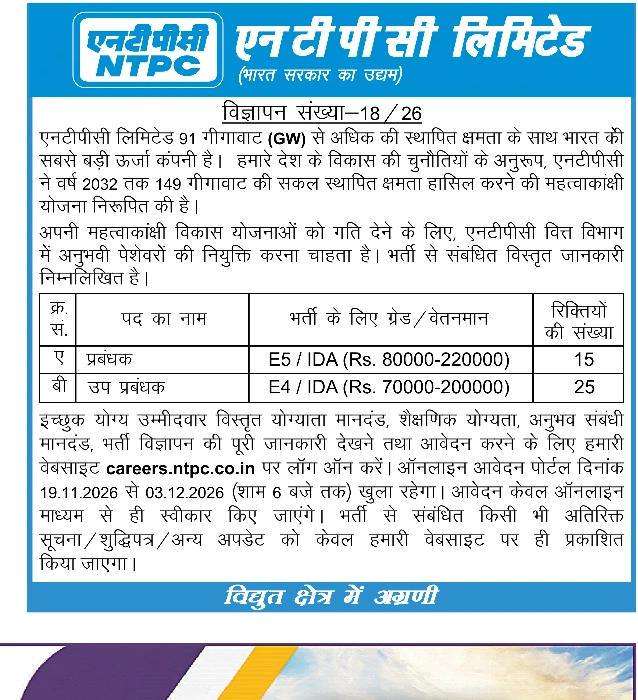 एनटीपीसी
NTPC
एन टी पी सी लिमिटेड
(भारत सरकार का उद्यम)
विज्ञापन संख्या–18/26
एनटीपीसी लिमिटेड 91 गीगावाट (GW) से अधिक की स्थापित क्षमता के साथ भारत की
सबसे बड़ी ऊर्जा कंपनी है। हमारे देश के विकास की चुनौतियों के अनुरूप, एनटीपीसी
ने वर्ष 2032 तक 149 गीगावाट की सकल स्थापित क्षमता हासिल करने की महत्वाकांक्षी
योजना निरूपित की है।
अपनी महत्वाकांक्षी विकास योजनाओं को गति देने के लिए, एनटीपीसी वित्त विभाग
में अनुभवी पेशेवरों की नियुक्ति करना चाहता है। भर्ती से संबंधित विस्तृत जानकारी
निम्नलिखित है।
क्र. सं. पद का नाम भर्ती के लिए ग्रेड/वेतनमान रिक्तियों की संख्या
ए प्रबंधक E5 / IDA (Rs. 80000-220000) 15
बी उप प्रबंधक E4 / IDA (Rs. 70000-200000) 25
इच्छुक योग्य उम्मीदवार विस्तृत योग्याता मानदंड, शैक्षणिक योग्यता, अनुभव संबंधी
मानदंड, भर्ती विज्ञापन की पूरी जानकारी देखने तथा आवेदन करने के लिए हमारी
वेबसाइट careers.ntpc.co.in पर लॉग ऑन करें। ऑनलाइन आवेदन पोर्टल दिनांक
19.11.2026 से 03.12.2026 (शाम 6 बजे तक) खुला रहेगा। आवेदन केवल ऑनलाइन
माध्यम से ही स्वीकार किए जाएंगे। भर्ती से संबंधित किसी भी अतिरिक्त
सूचना/शुद्धिपत्र/अन्य अपडेट को केवल हमारी वेबसाइट पर ही प्रकाशित
किया जाएगा।
विद्युत क्षेत्र में अग्रणी